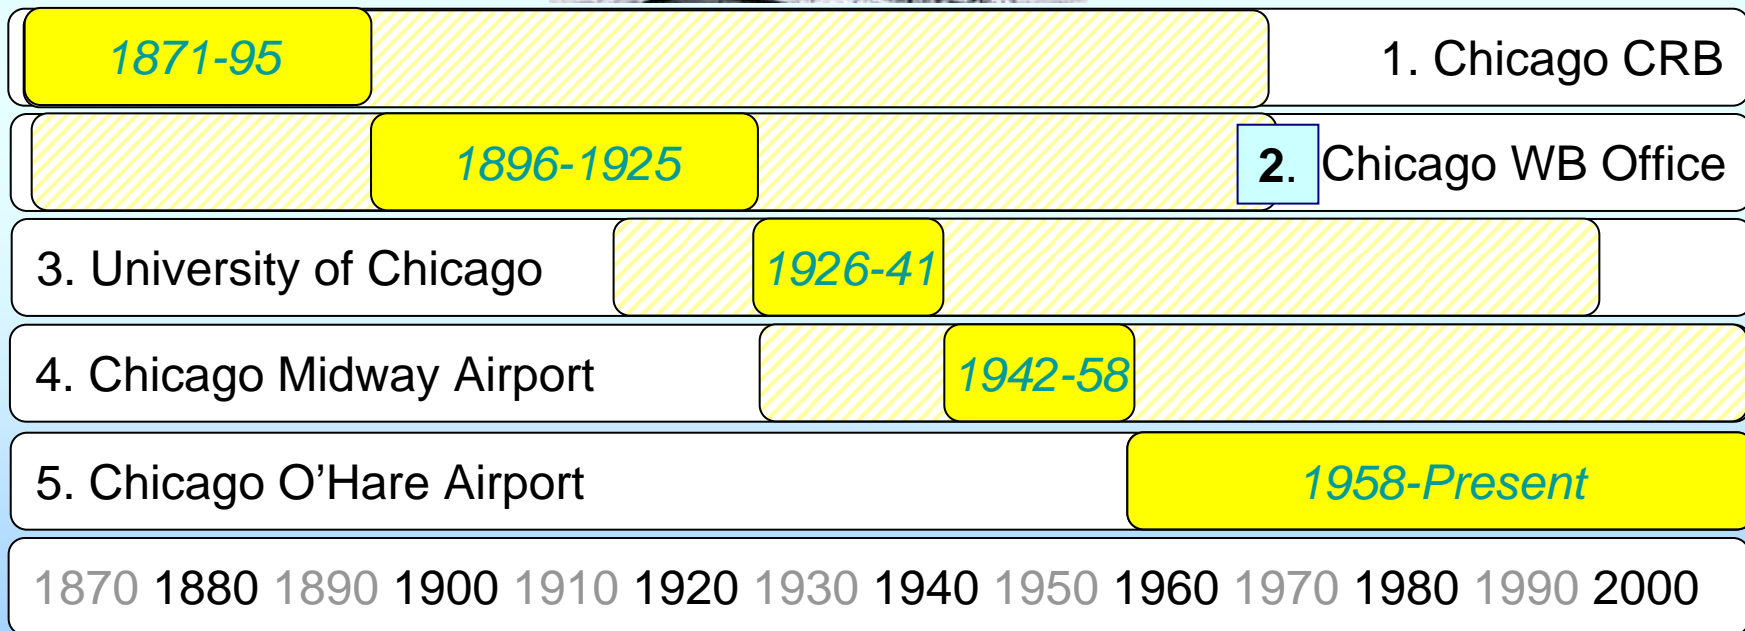 1871-95 1. Chicago CRB
1896-1925 2. Chicago WB Office
3. University of Chicago 1926-41
4. Chicago Midway Airport 1942-58
5. Chicago O’Hare Airport 1958-Present
1870 1880 1890 1900 1910 1920 1930 1940 1950 1960 1970 1980 1990 2000